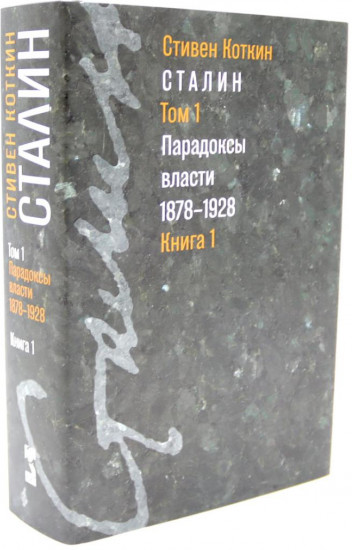 Стивен Коткин
СТАЛИН
Том 1
Парадоксы
власти
1878–1928
Книга 1
СТИВЕН КОТКИН
СТАЛИН
Том 1
Парадоксы
власти
1878–1928
Книга 1
Сталин